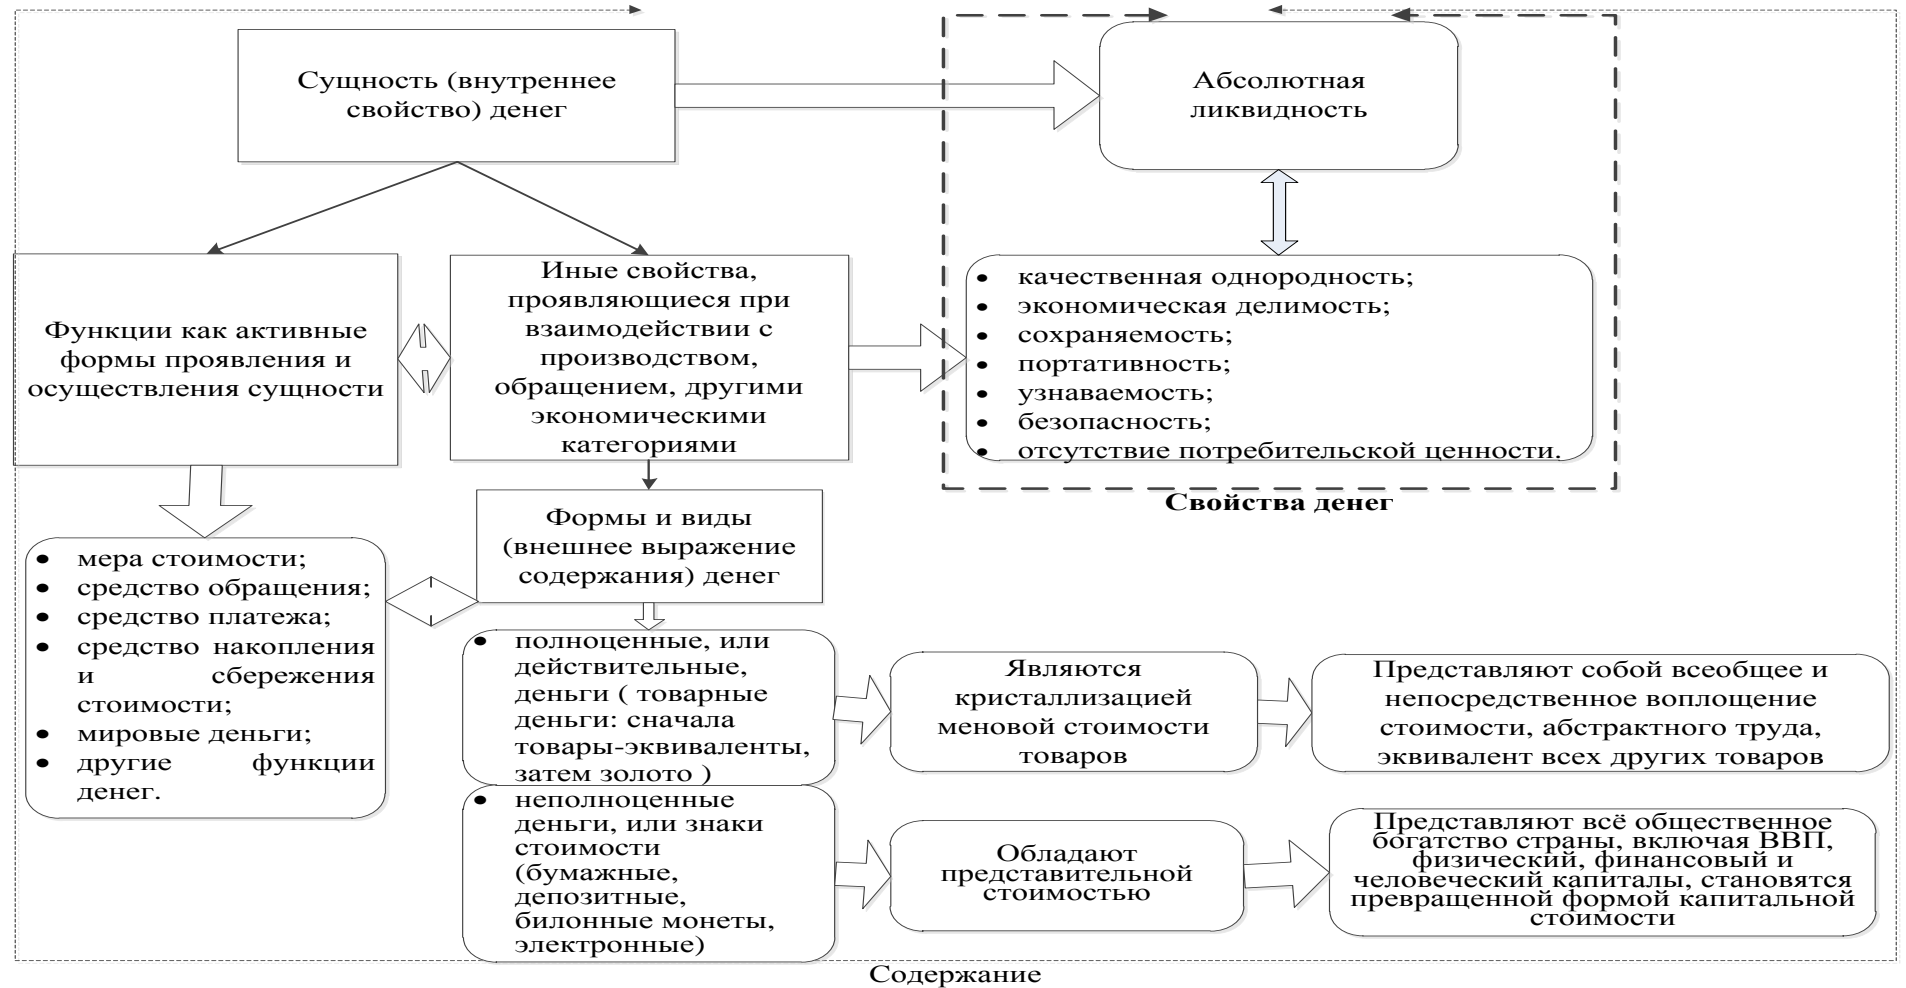 Сущность (внутреннее
свойство) денег
Абсолютная
ликвидность
Функции как активные
формы проявления и
осуществления сущности
Иные свойства,
проявляющиеся при
взаимодействии с
производством,
обращением, другими
экономическими
категориями
• качественная однородность;
• экономическая делимость;
• сохраняемость;
• портативность;
• узнаваемость;
• безопасность;
• отсутствие потребительской ценности.
Свойства денег
Формы и виды
(внешнее выражение
содержания) денег
• мера стоимости;
• средство обращения;
• средство платежа;
• средство накопления
и сбережения
стоимости;
• мировые деньги;
• другие функции
денег.
• полноценные, или
действительные,
деньги ( товарные
деньги: сначала
товары-эквиваленты,
затем золото )
Являются
кристаллизацией
меновой стоимости
товаров
Представляют собой всеобщее и
непосредственное воплощение
стоимости, абстрактного труда,
эквивалент всех других товаров
• неполноценные
деньги, или знаки
стоимости
(бумажные,
депозитные,
билонные монеты,
электронные)
Обладают
представительной
стоимостью
Представляют всё общественное
богатство страны, включая ВВП,
физический, финансовый и
человеческий капиталы, становятся
превращенной формой капитальной
стоимости
Содержание